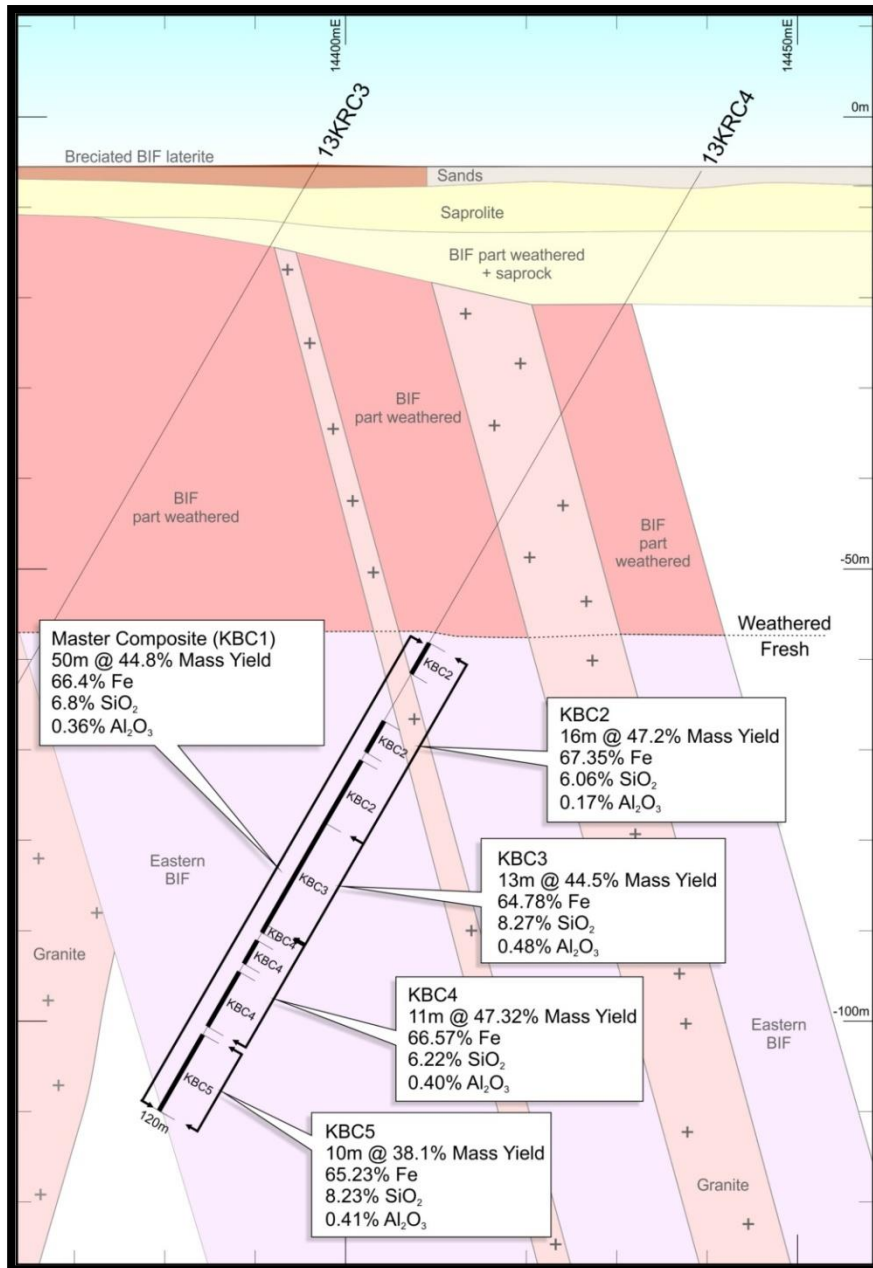 14400mE
14450mE
0m
13KRC3
13KRC4
Breciated BIF laterite
Sands
Saprolite
BIF part weathered
+ saprock
BIF
part weathered
BIF
part weathered
BIF
part
weathered
-50m
Weathered
Fresh
Master Composite (KBC1)
50m @ 44.8% Mass Yield
66.4% Fe
6.8% SiO₂
0.36% Al₂O₃
KBC2
KBC2
KBC2
KBC3
KBC4
KBC4
KBC4
KBC5
120m
KBC2
16m @ 47.2% Mass Yield
67.35% Fe
6.06% SiO₂
0.17% Al₂O₃
KBC3
13m @ 44.5% Mass Yield
64.78% Fe
8.27% SiO₂
0.48% Al₂O₃
Eastern
BIF
Granite
KBC4
11m @ 47.32% Mass Yield
66.57% Fe
6.22% SiO₂
0.40% Al₂O₃
-100m
Eastern
BIF
KBC5
10m @ 38.1% Mass Yield
65.23% Fe
8.23% SiO₂
0.41% Al₂O₃
Granite